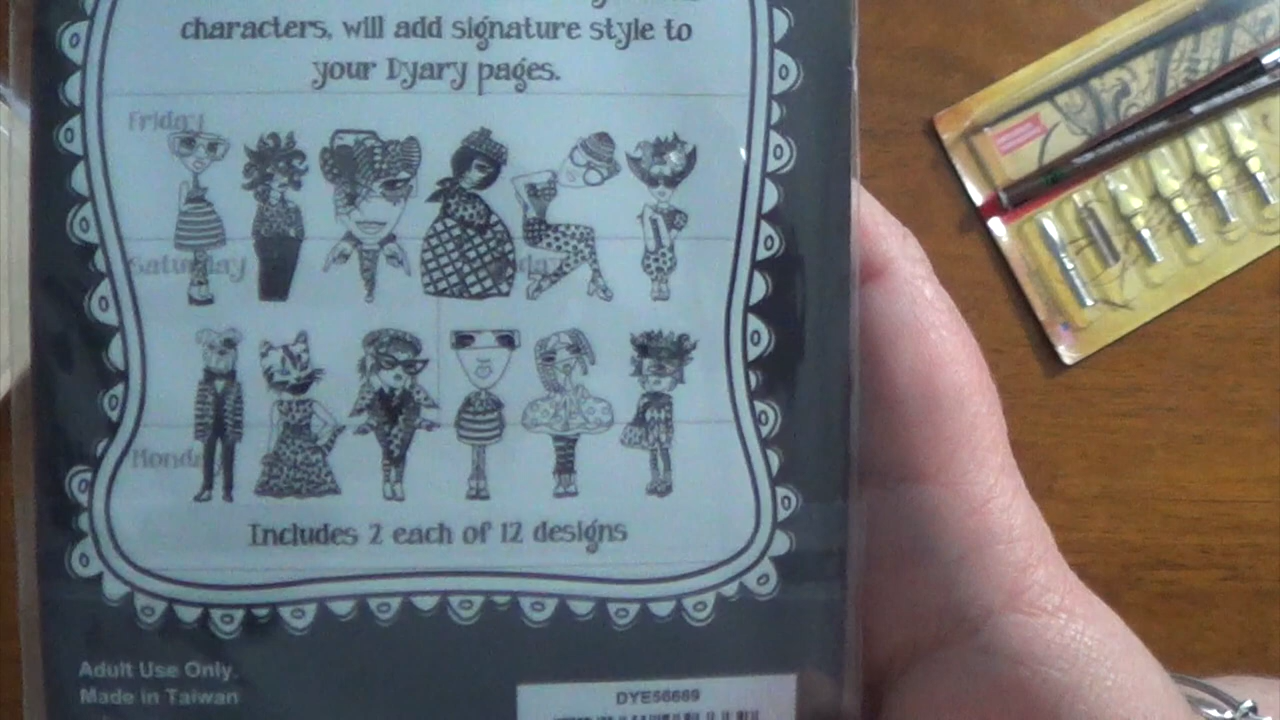 characters, will add signature style to
your Dyary pages.
Friday
Saturday
Monday
Includes 2 each of 12 designs
Adult Use Only.
Made in Taiwan
DYE56669